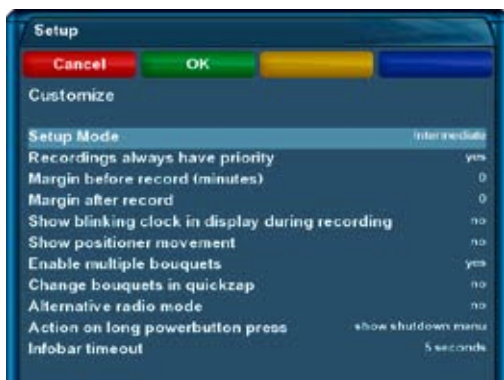 Setup
Cancel OK
Customize
Setup Mode Intermediate
Recordings always have priority yes
Margin before record (minutes) 0
Margin after record 0
Show blinking clock in display during recording no
Show positioner movement no
Enable multiple bouquets yes
Change bouquets in quickzap no
Alternative radio mode no
Action on long powerbutton press show shutdown menu
Infobar timeout 5 seconds